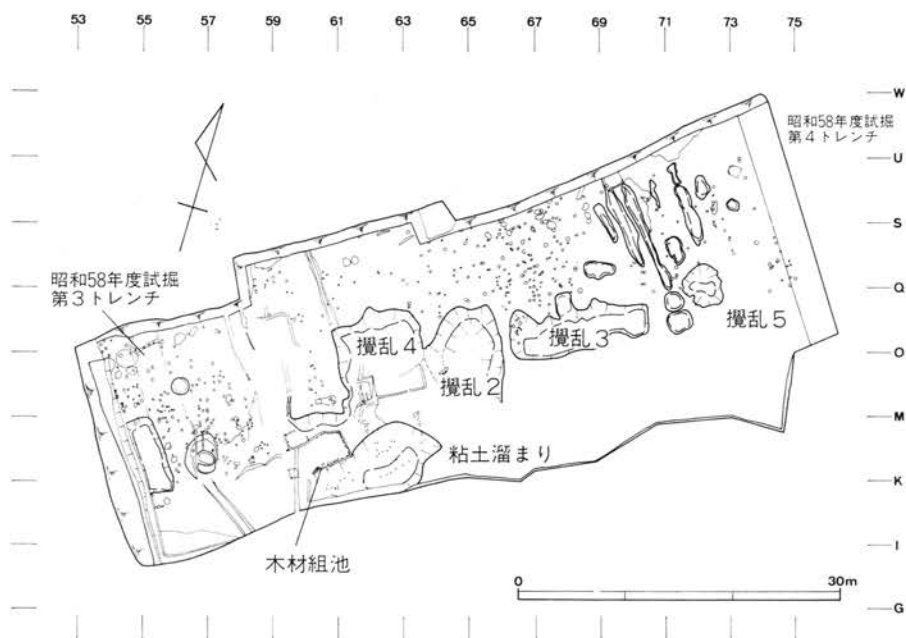 53 55 57 61 63 65 67 69 71 73 75
W
昭和58年度試掘
第4トレンチ
U
S
昭和58年度試掘
第3トレンチ
Q
攪乱4
攪乱3
攪乱5
O
攪乱2
M
粘土溜まり
K
木材組池
I
0 30m
G